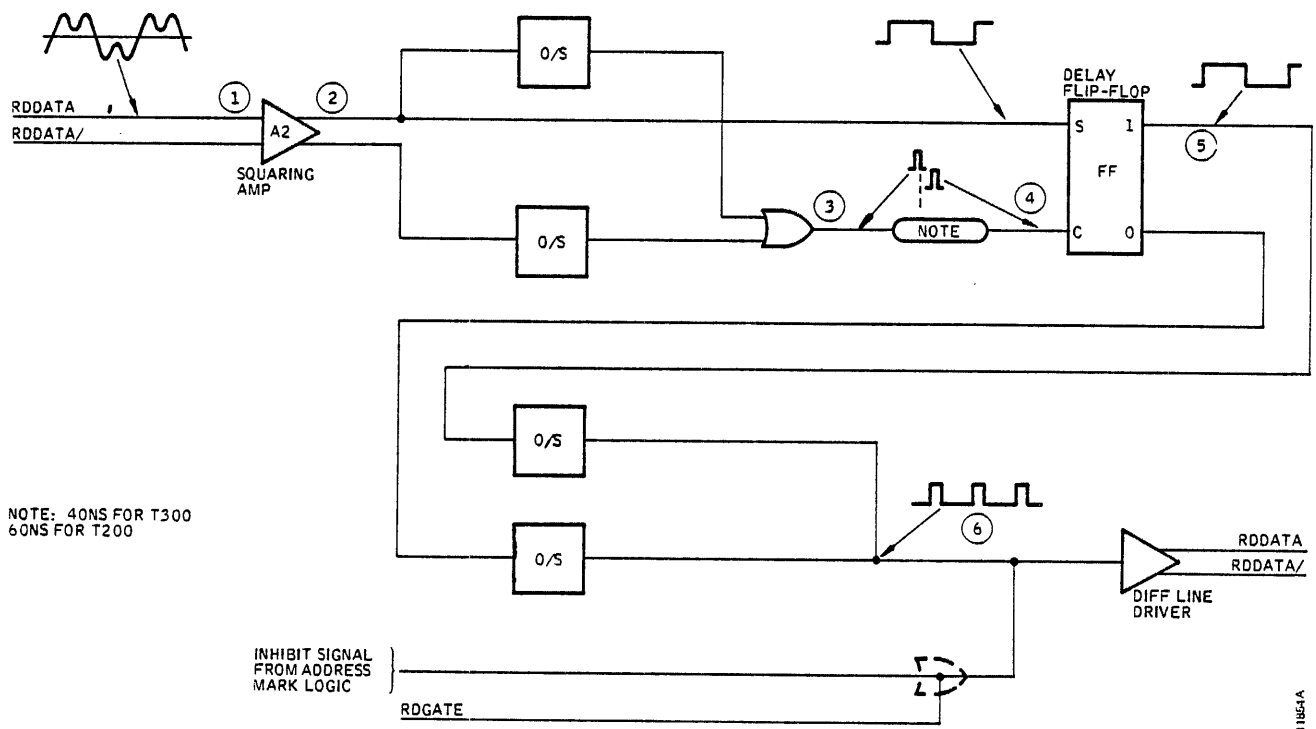 O/S
DELAY
FLIP-FLOP
1
2
RDDATA
RDDATA/
A2
SQUARING
AMP
S 1
FF
C 0
5
3
4
NOTE
O/S
O/S
O/S
NOTE: 40NS FOR T300
60NS FOR T200
6
RDDATA
RDDATA/
DIFF LINE
DRIVER
INHIBIT SIGNAL
FROM ADDRESS
MARK LOGIC
RDGATE
11854A